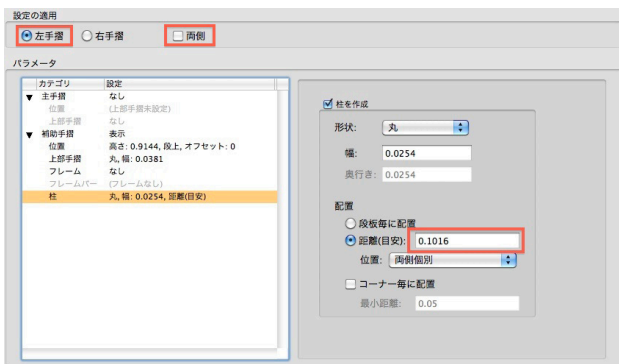 設定の適用
左手摺 右手摺 両側
パラメータ
カテゴリ 設定
主手摺 なし
位置 (上部手摺未設定)
上部手摺 なし
補助手摺 表示
位置 高さ: 0.9144, 段上, オフセット: 0
上部手摺 丸, 幅: 0.0381
フレーム なし
フレームバー (フレームなし)
柱 丸, 幅: 0.0254, 距離(目安)
柱を作成
形状: 丸
幅: 0.0254
奥行き: 0.0254
配置
段板毎に配置
距離(目安): 0.1016
位置: 両側個別
コーナー毎に配置
最小距離: 0.05